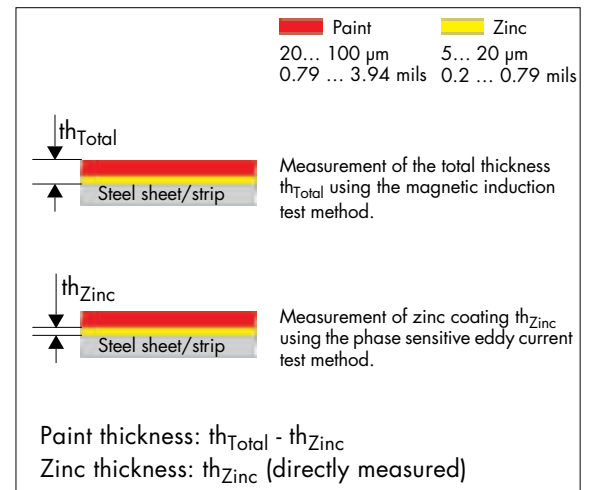 Paint Zinc
20... 100 µm 5... 20 µm
0.79 ... 3.94 mils 0.2 ... 0.79 mils
thTotal
Steel sheet/strip
Measurement of the total thickness
thTotal using the magnetic induction
test method.
thZinc
Steel sheet/strip
Measurement of zinc coating thZinc
using the phase sensitive eddy current
test method.
Paint thickness: thTotal - thZinc
Zinc thickness: thZinc (directly measured)